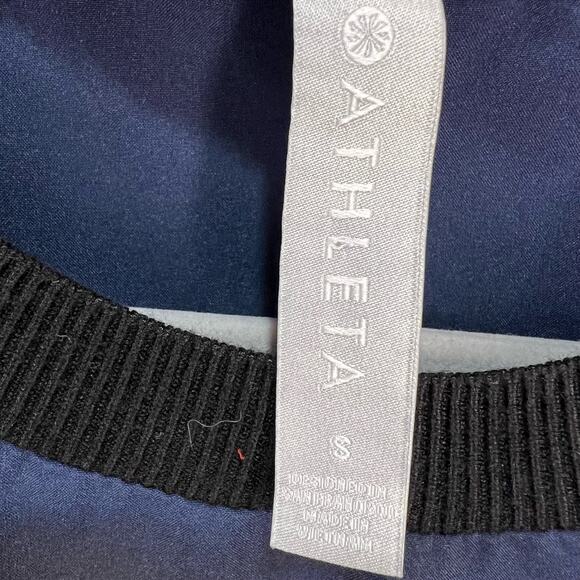 ATHLETA
S
DESIGNED IN
SAN FRANCISCO
MADE IN
VIETNAM